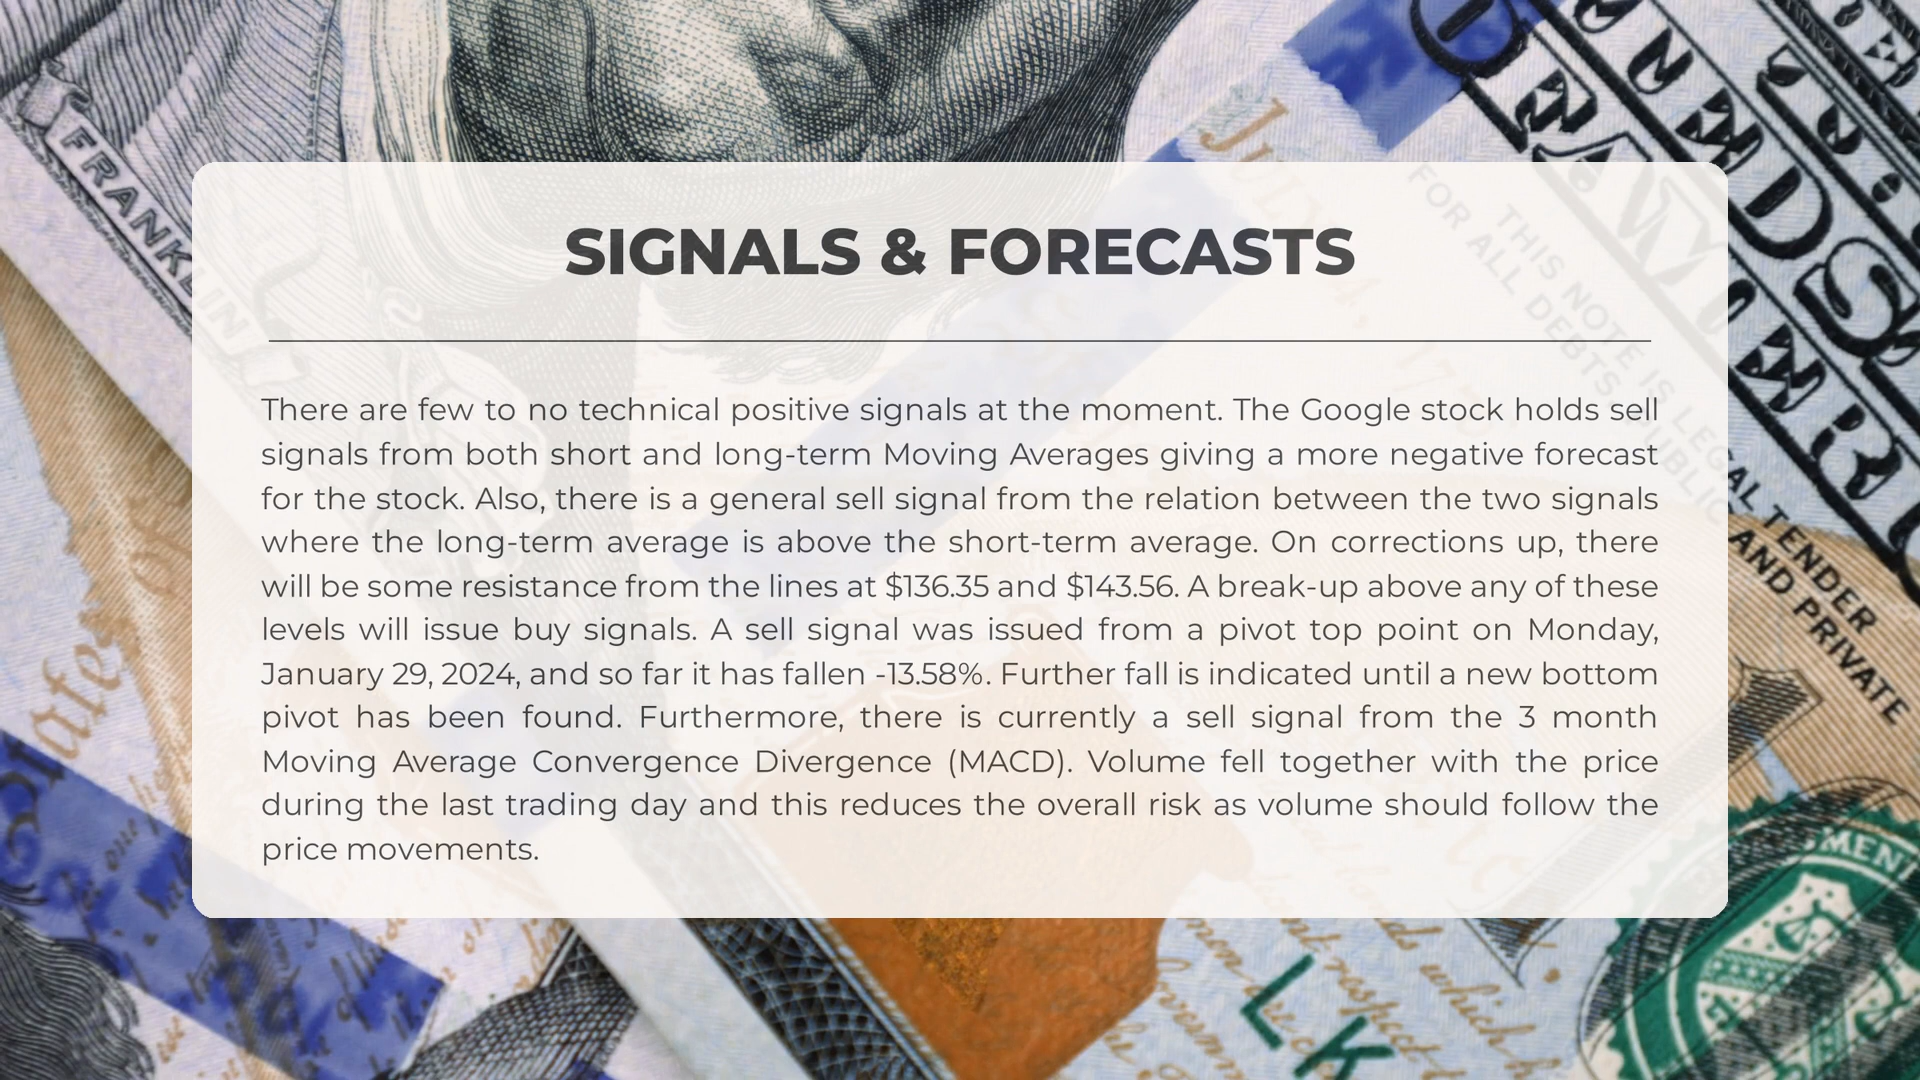 SIGNALS & FORECASTS
There are few to no technical positive signals at the moment. The Google stock holds sell
signals from both short and long-term Moving Averages giving a more negative forecast
for the stock. Also, there is a general sell signal from the relation between the two signals
where the long-term average is above the short-term average. On corrections up, there
will be some resistance from the lines at $136.35 and $143.56. A break-up above any of these
levels will issue buy signals. A sell signal was issued from a pivot top point on Monday,
January 29, 2024, and so far it has fallen -13.58%. Further fall is indicated until a new bottom
pivot has been found. Furthermore, there is currently a sell signal from the 3 month
Moving Average Convergence Divergence (MACD). Volume fell together with the price
during the last trading day and this reduces the overall risk as volume should follow the
price movements.
FRANKLIN
JULY 4, 17
THIS NOTE IS LEGAL TENDER
FOR ALL DEBTS PUBLIC AND PRIVATE
L K